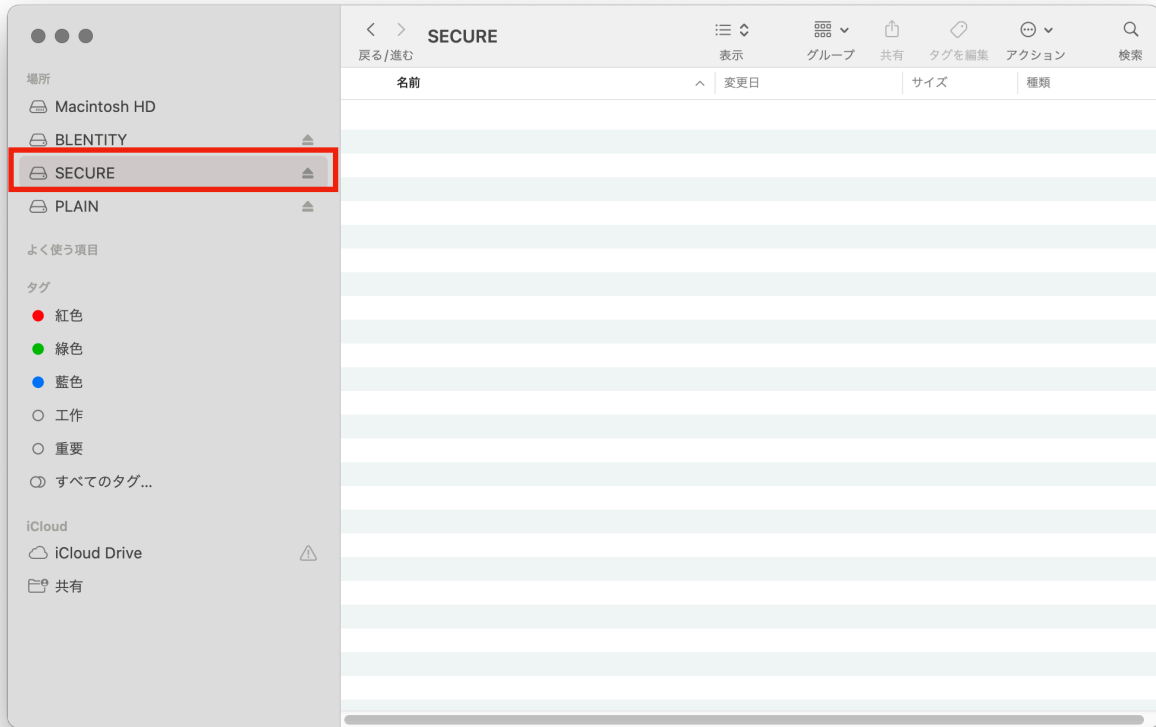 SECURE
戻る/進む
表示
グループ
共有
タグを編集
アクション
検索
名前
変更日
サイズ
種類
場所
Macintosh HD
BLENTITY
SECURE
PLAIN
よく使う項目
タグ
紅色
綠色
藍色
工作
重要
すべてのタグ...
iCloud
iCloud Drive
共有